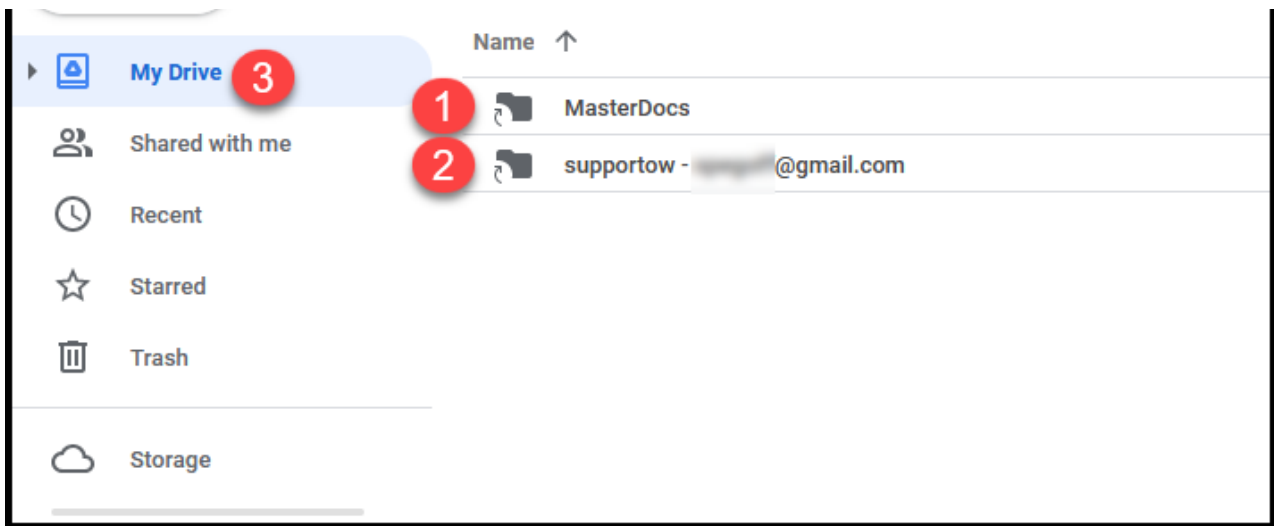 My Drive 3
Shared with me
Recent
Starred
Trash
Storage
Name
1 MasterDocs
2 supportow - @gmail.com